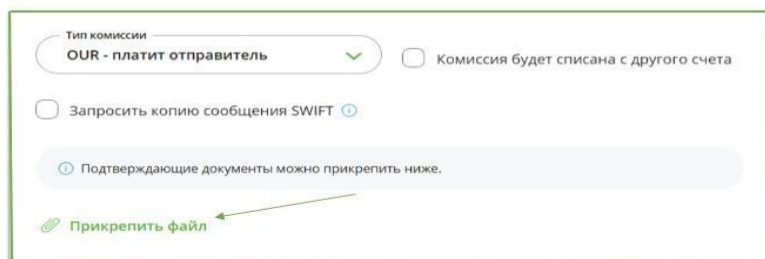 Тип комиссии
OUR - платит отправитель
Комиссия будет списана с другого счета
Запросить копию сообщения SWIFT
Подтверждающие документы можно прикрепить ниже.
Прикрепить файл